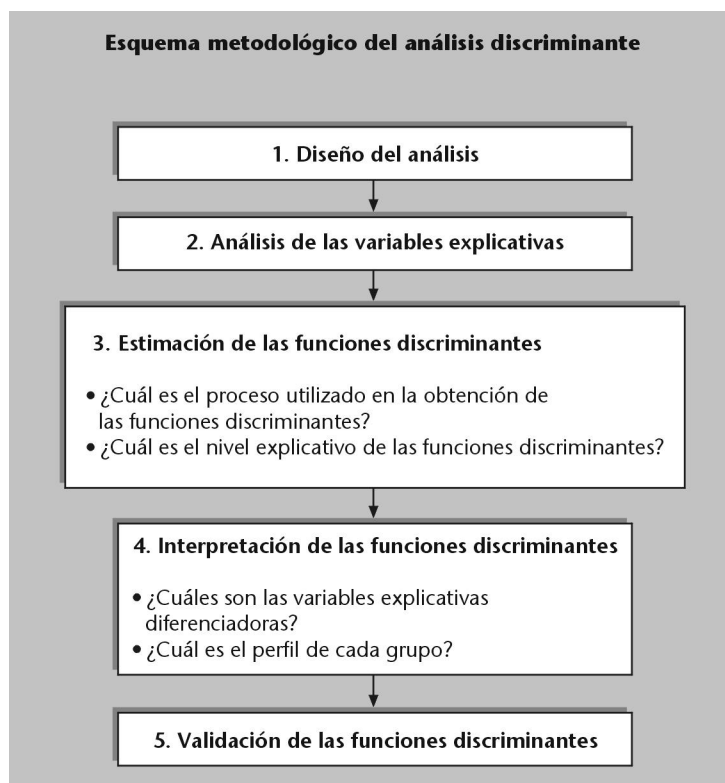 Esquema metodológico del análisis discriminante
1. Diseño del análisis
2. Análisis de las variables explicativas
3. Estimación de las funciones discriminantes
• ¿Cuál es el proceso utilizado en la obtención de
las funciones discriminantes?
• ¿Cuál es el nivel explicativo de las funciones discriminantes?
4. Interpretación de las funciones discriminantes
• ¿Cuáles son las variables explicativas
diferenciadoras?
• ¿Cuál es el perfil de cada grupo?
5. Validación de las funciones discriminantes